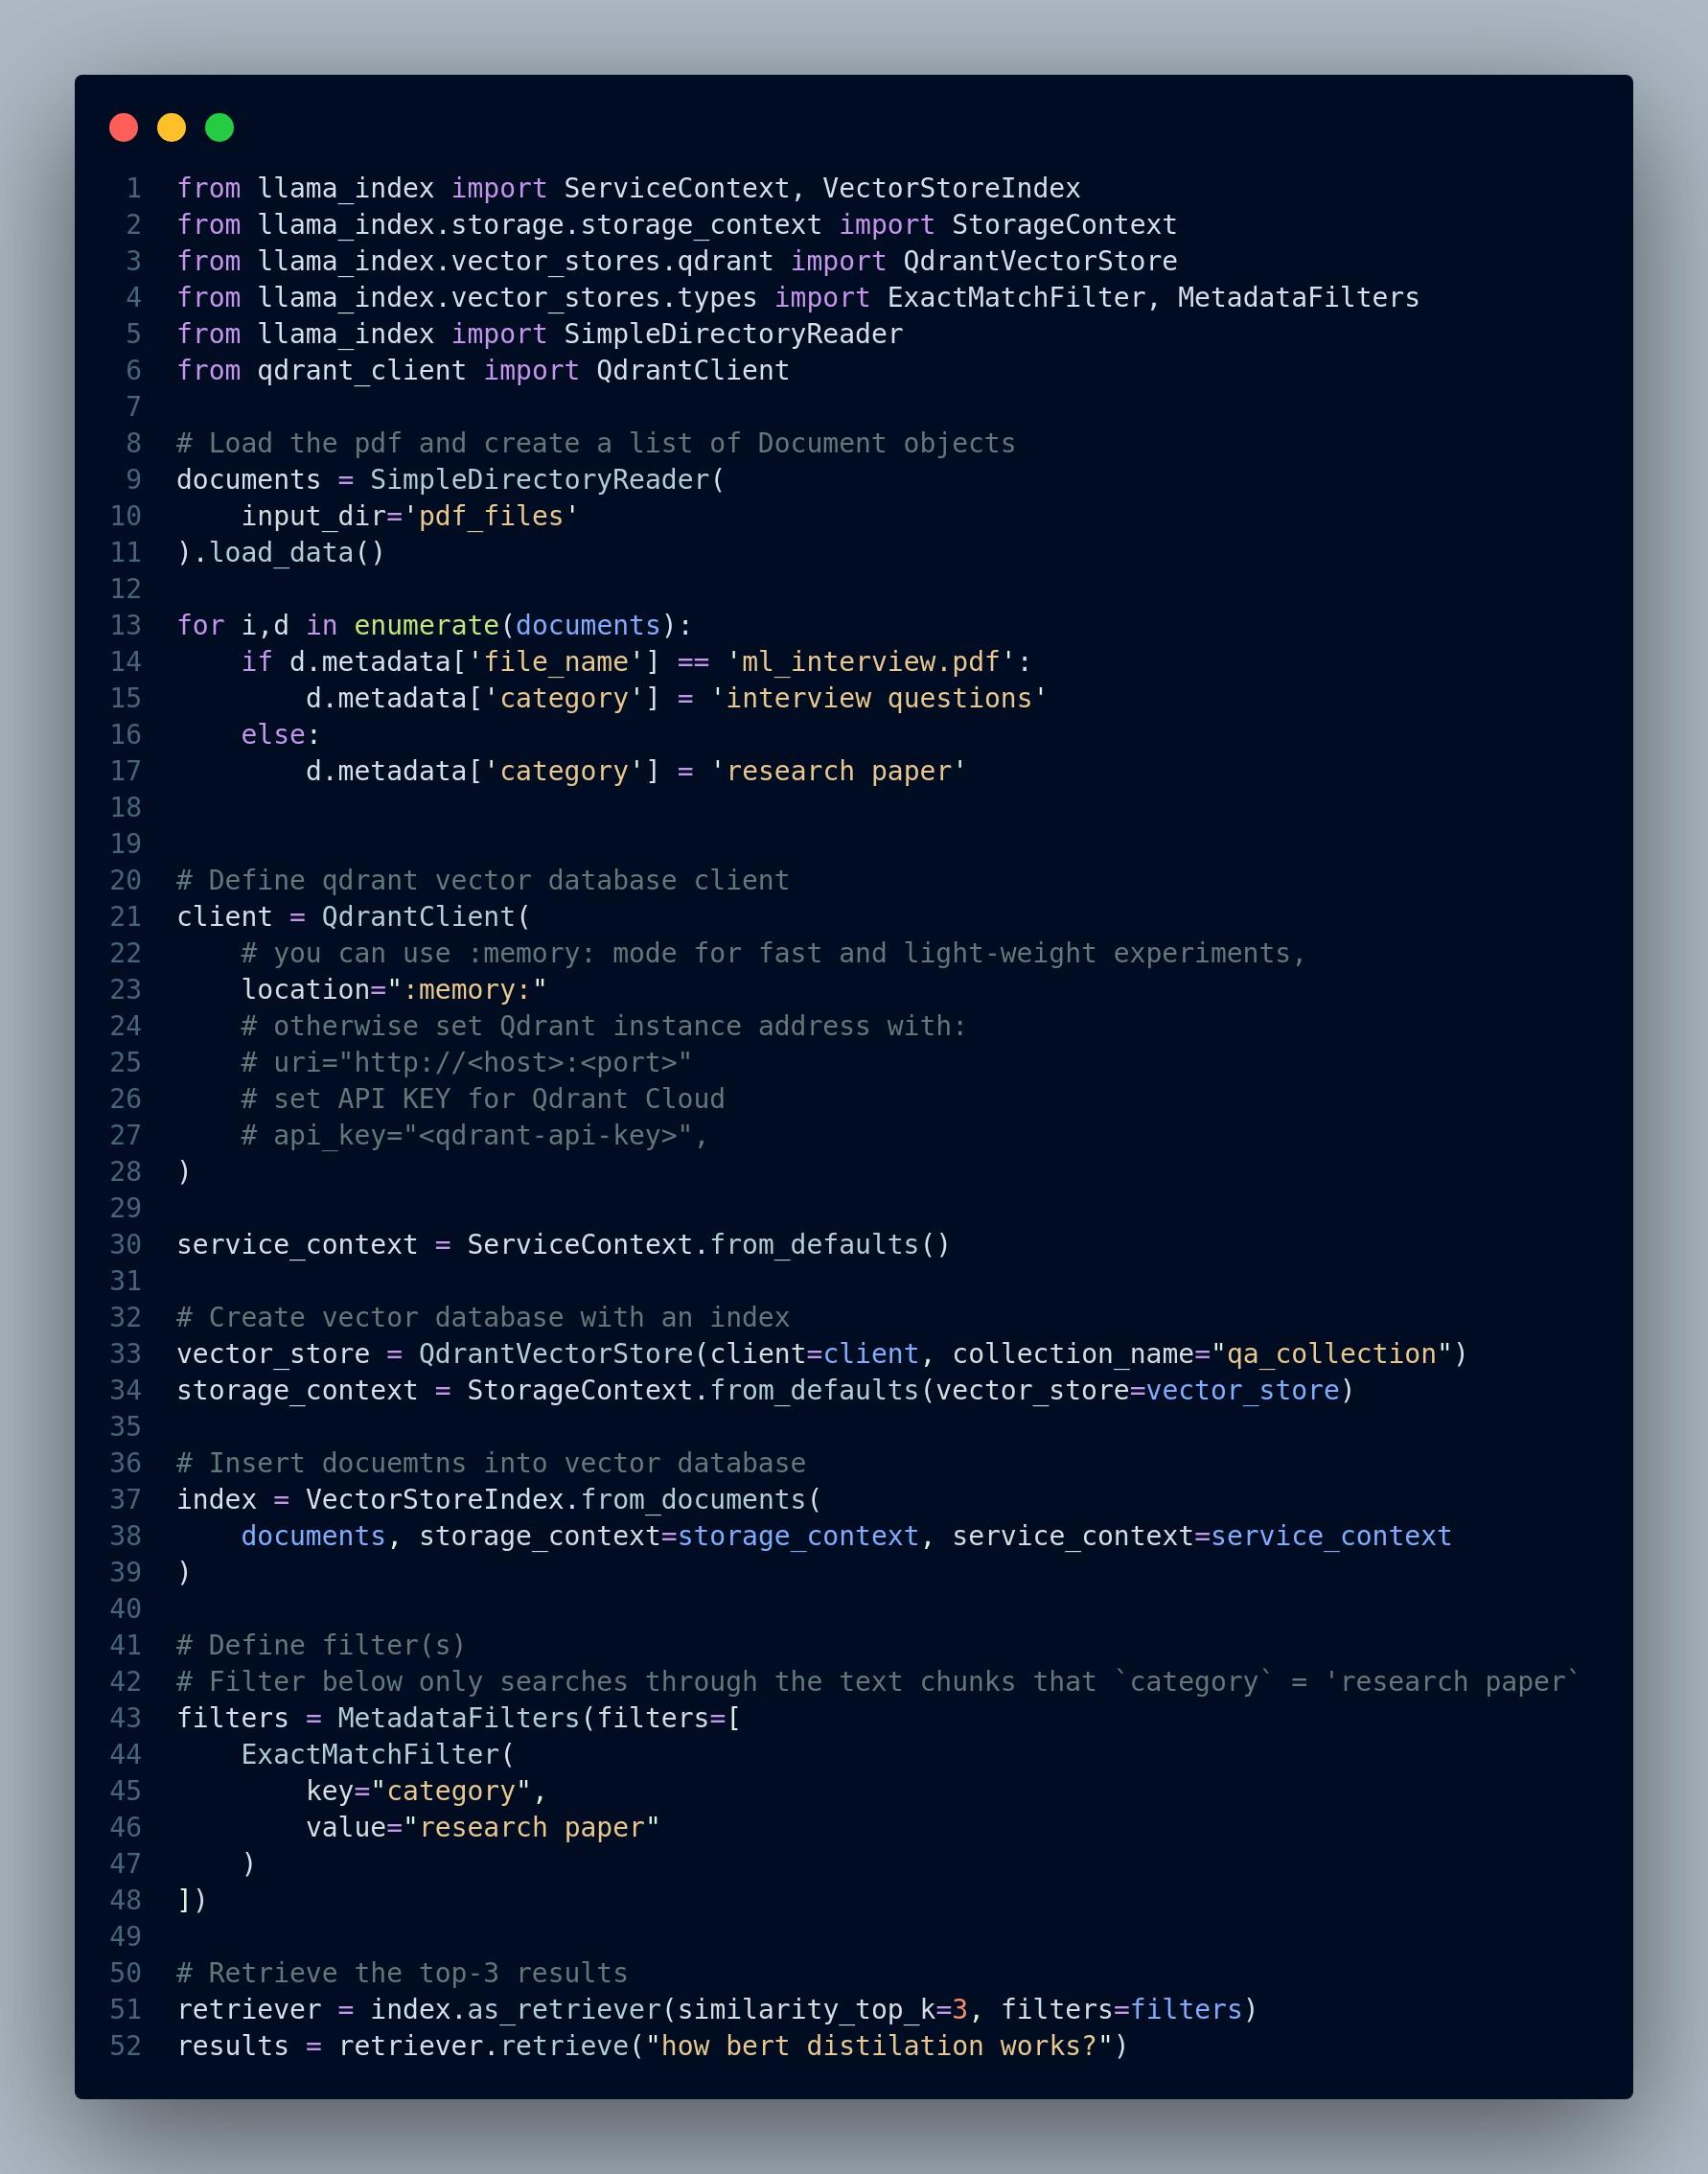 1 from llama_index import ServiceContext, VectorStoreIndex
2 from llama_index.storage.storage_context import StorageContext
3 from llama_index.vector_stores.qdrant import QdrantVectorStore
4 from llama_index.vector_stores.types import ExactMatchFilter, MetadataFilters
5 from llama_index import SimpleDirectoryReader
6 from qdrant_client import QdrantClient
7
8 # Load the pdf and create a list of Document objects
9 documents = SimpleDirectoryReader(
10     input_dir='pdf_files'
11 ).load_data()
12
13 for i,d in enumerate(documents):
14     if d.metadata['file_name'] == 'ml_interview.pdf':
15         d.metadata['category'] = 'interview questions'
16     else:
17         d.metadata['category'] = 'research paper'
18
19
20 # Define qdrant vector database client
21 client = QdrantClient(
22     # you can use :memory: mode for fast and light-weight experiments,
23     location=":memory:"
24     # otherwise set Qdrant instance address with:
25     # uri="http://<host>:<port>"
26     # set API KEY for Qdrant Cloud
27     # api_key="<qdrant-api-key>",
28 )
29
30 service_context = ServiceContext.from_defaults()
31
32 # Create vector database with an index
33 vector_store = QdrantVectorStore(client=client, collection_name="qa_collection")
34 storage_context = StorageContext.from_defaults(vector_store=vector_store)
35
36 # Insert docuemtns into vector database
37 index = VectorStoreIndex.from_documents(
38     documents, storage_context=storage_context, service_context=service_context
39 )
40
41 # Define filter(s)
42 # Filter below only searches through the text chunks that `category` = 'research paper`
43 filters = MetadataFilters(filters=[
44     ExactMatchFilter(
45         key="category",
46         value="research paper"
47     )
48 ])
49
50 # Retrieve the top-3 results
51 retriever = index.as_retriever(similarity_top_k=3, filters=filters)
52 results = retriever.retrieve("how bert distilation works?")